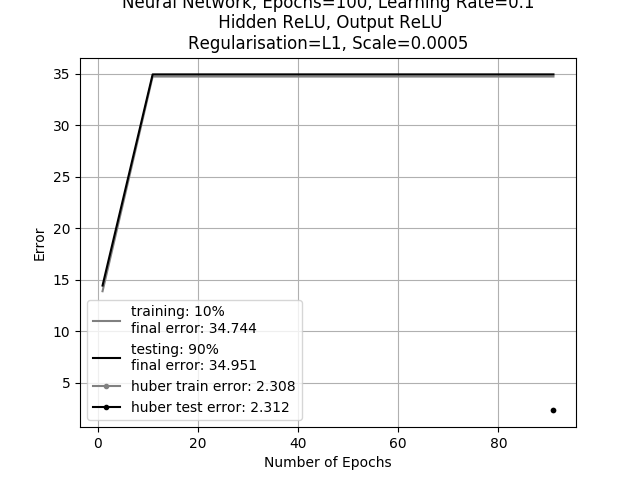 Neural Network, Epochs=100, Learning Rate=0.1
Hidden ReLU, Output ReLU
Regularisation=L1, Scale=0.0005
35
30
25
20
15
10
5
Error
training: 10%
final error: 34.744
testing: 90%
final error: 34.951
huber train error: 2.308
huber test error: 2.312
0 20 40 60 80
Number of Epochs